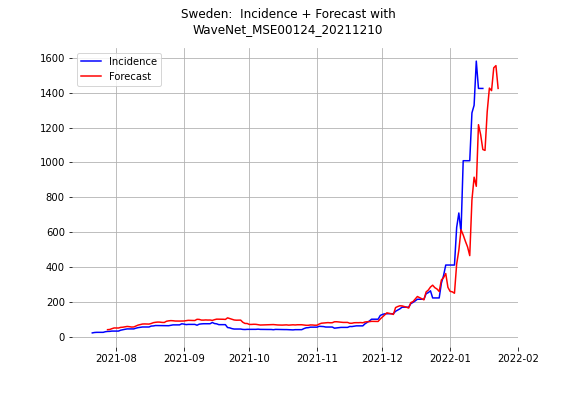 Sweden:  Incidence + Forecast with
WaveNet_MSE00124_20211210
Incidence
Forecast
1600
1400
1200
1000
800
600
400
200
0
2021-08 2021-09 2021-10 2021-11 2021-12 2022-01 2022-02